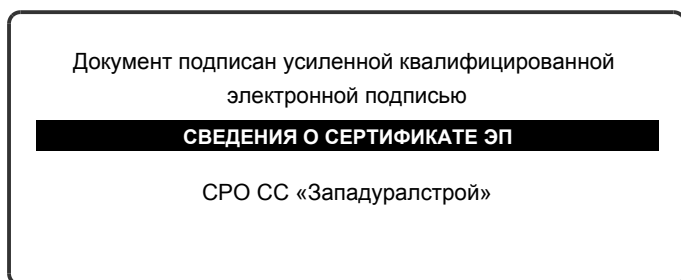 Документ подписан усиленной квалифицированной
электронной подписью
СВЕДЕНИЯ О СЕРТИФИКАТЕ ЭП
СРО СС «Западуралстрой»